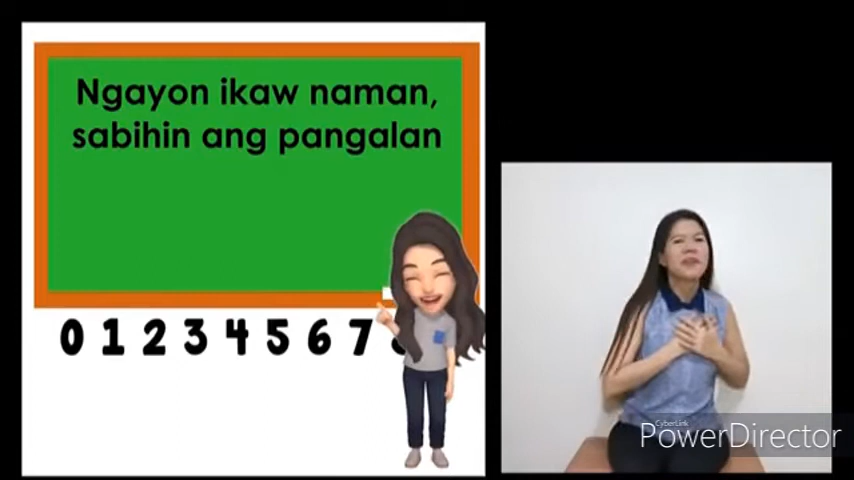 Ngayon ikaw naman,
sabihin ang pangalan
0 1 2 3 4 5 6 7
CyberLink
PowerDirector